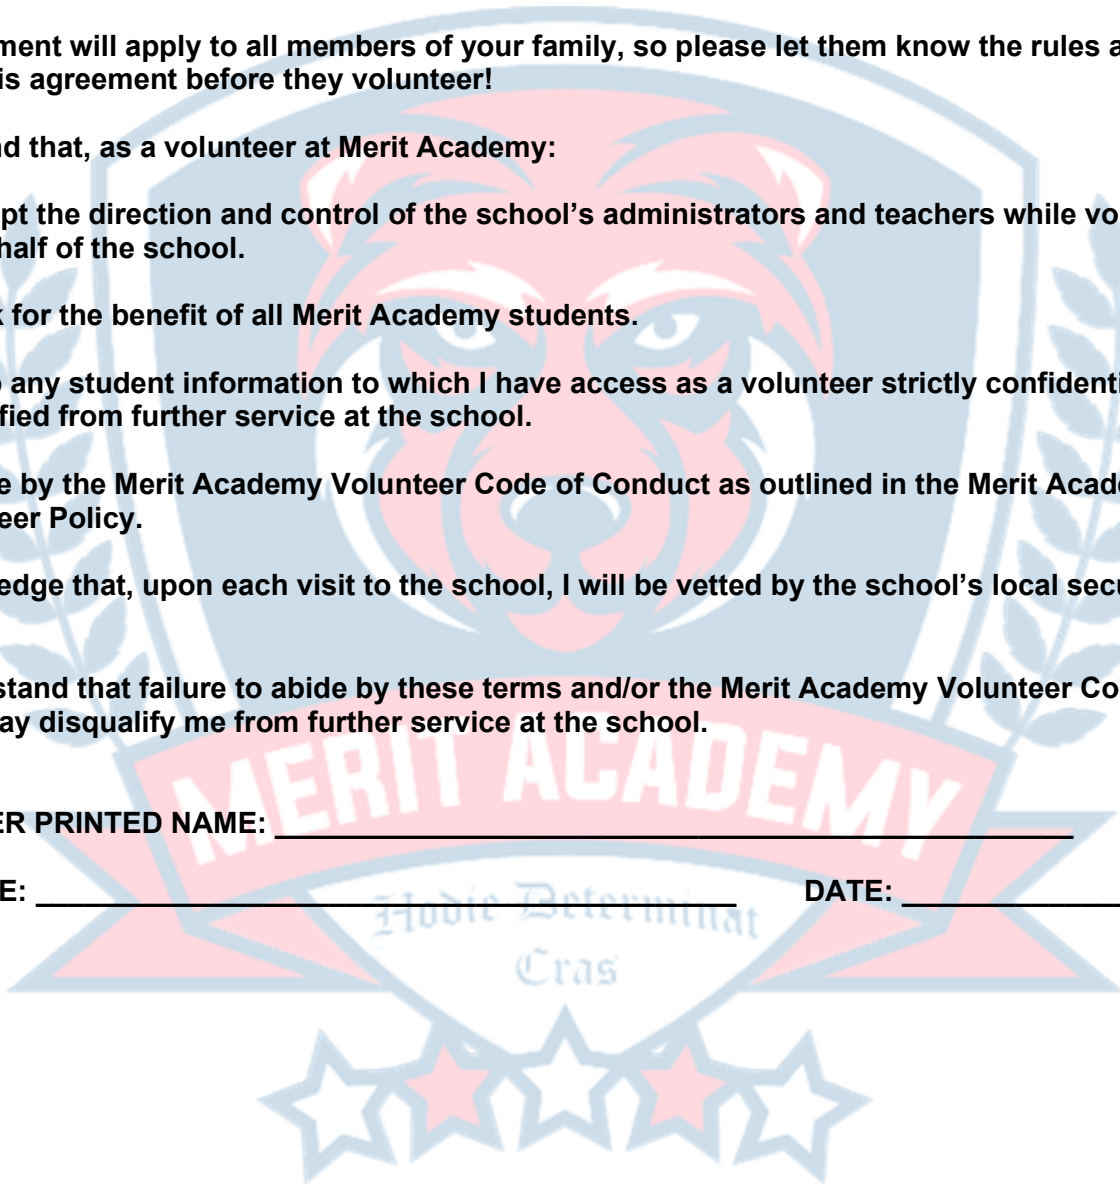 ment will apply to all members of your family, so please let them know the rules a
is agreement before they volunteer!
nd that, as a volunteer at Merit Academy:
pt the direction and control of the school’s administrators and teachers while vo
half of the school.
k for the benefit of all Merit Academy students.
any student information to which I have access as a volunteer strictly confidenti
fied from further service at the school.
e by the Merit Academy Volunteer Code of Conduct as outlined in the Merit Acad
eer Policy.
edge that, upon each visit to the school, I will be vetted by the school’s local secu
stand that failure to abide by these terms and/or the Merit Academy Volunteer Co
ay disqualify me from further service at the school.
MERIT ACADEMY
ER PRINTED NAME:
E: DATE:
Hodie Determinat
Cras